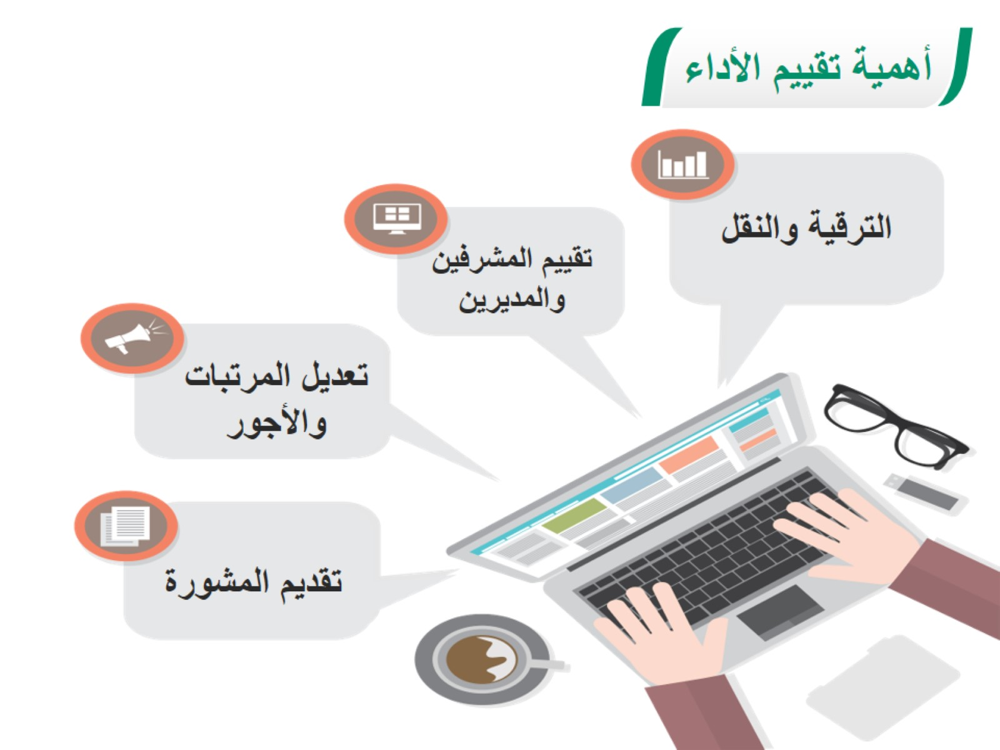 أهمية تقييم الأداء
الترقية والنقل
تقييم المشرفين
والمديرين
تعديل المرتبات
والأجور
تقديم المشورة